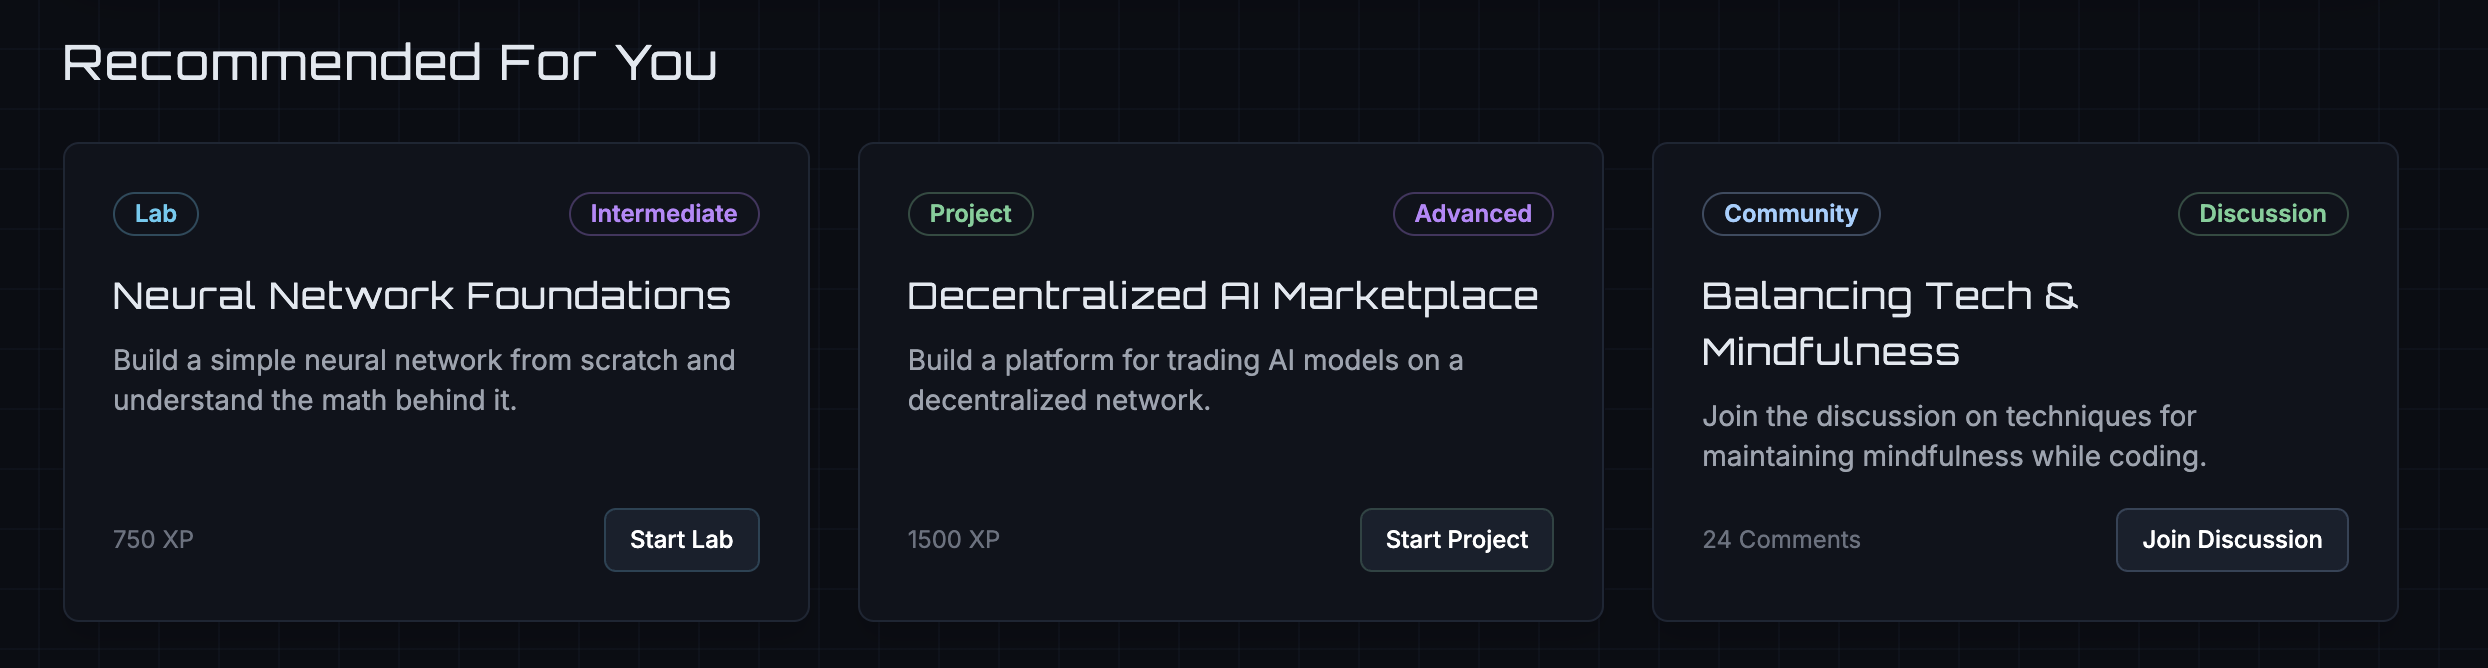 Recommended For You
Lab
Intermediate
Neural Network Foundations
Build a simple neural network from scratch and
understand the math behind it.
750 XP
Start Lab
Project
Advanced
Decentralized AI Marketplace
Build a platform for trading AI models on a
decentralized network.
1500 XP
Start Project
Community
Discussion
Balancing Tech &
Mindfulness
Join the discussion on techniques for
maintaining mindfulness while coding.
24 Comments
Join Discussion